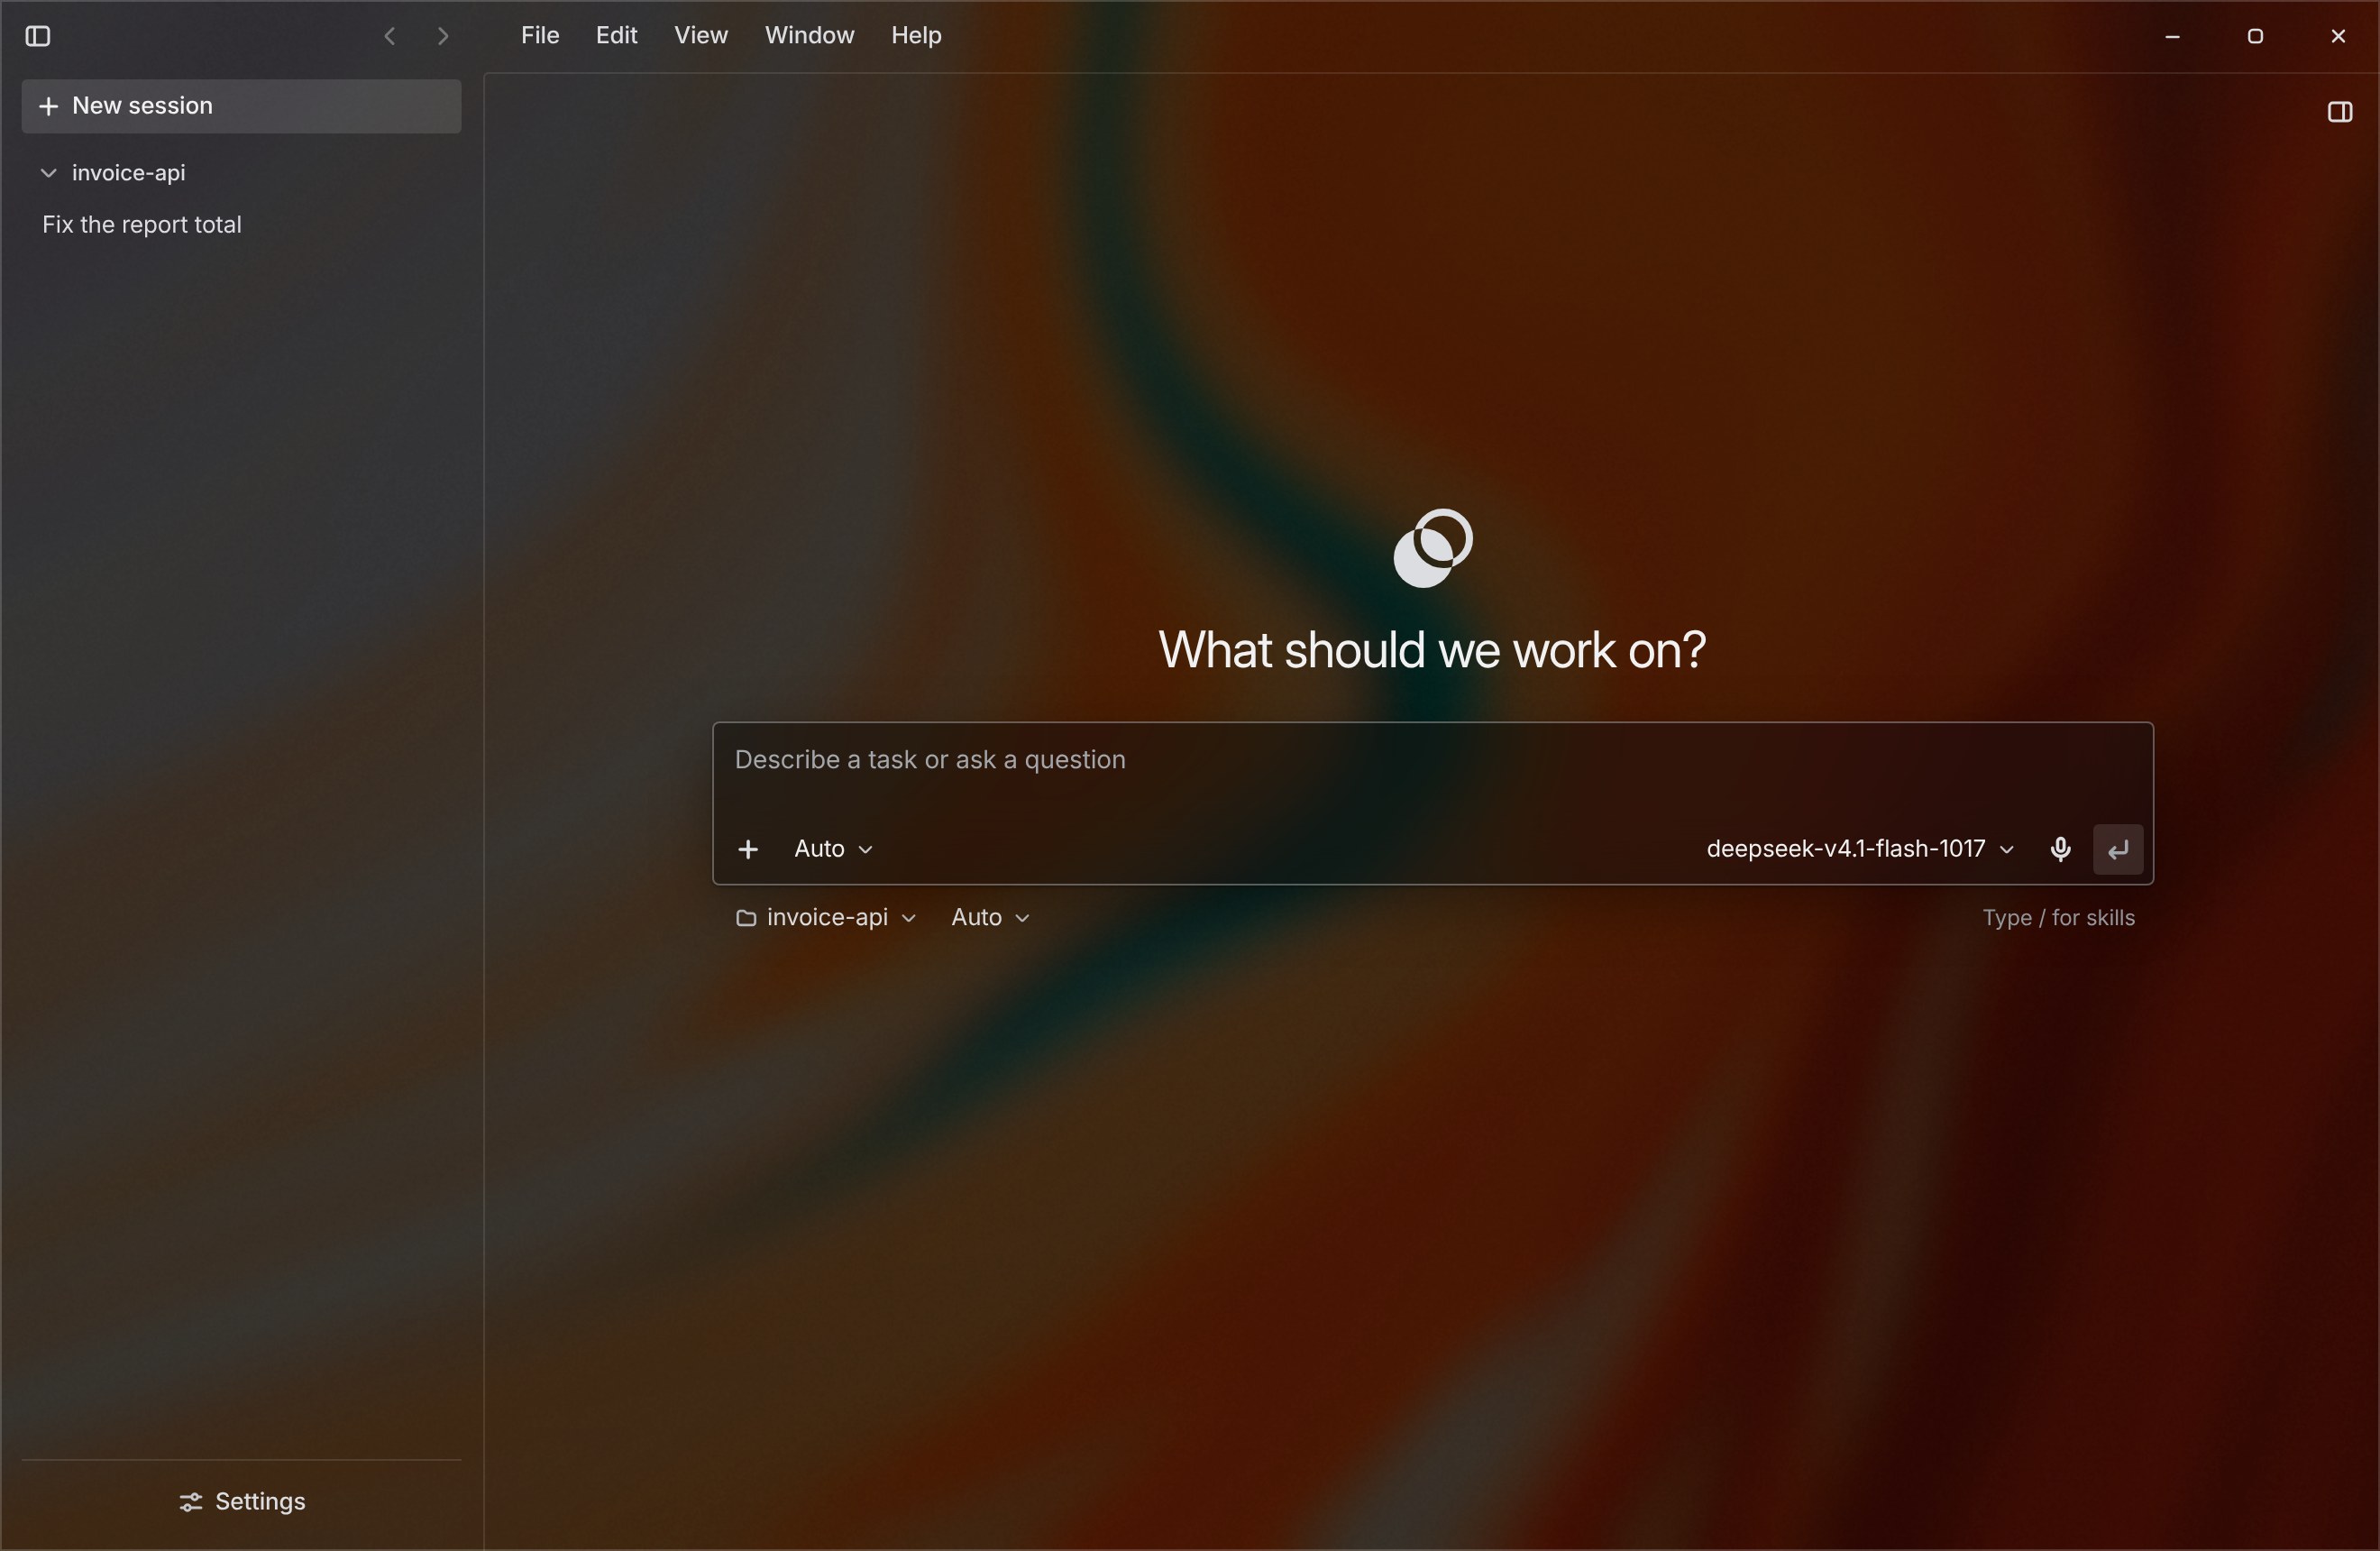 File Edit View Window Help
New session
invoice-api
Fix the report total
What should we work on?
Describe a task or ask a question
Auto deepseek-v4.1-flash-1017
invoice-api Auto Type / for skills
Settings